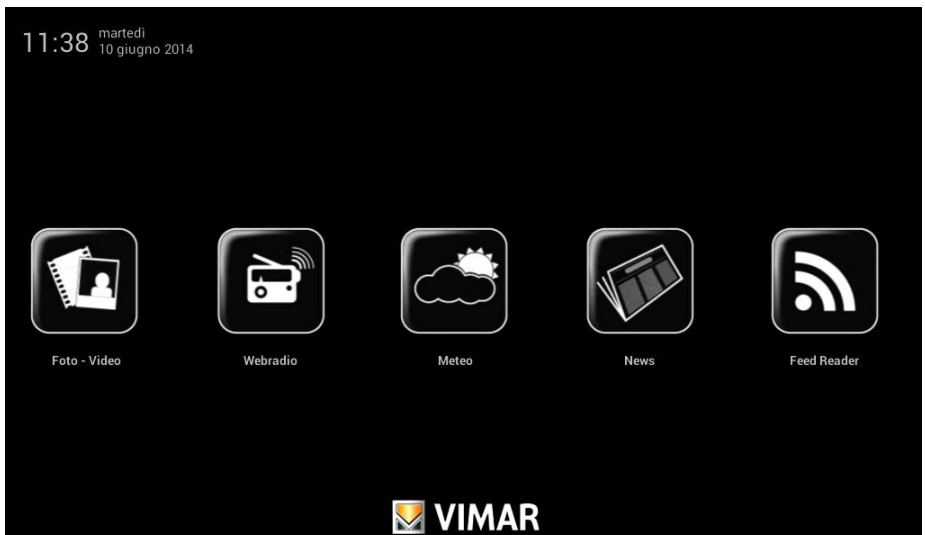 11:38 martedì
10 giugno 2014
Foto - Video
Webradio
Meteo
News
Feed Reader
VIMAR